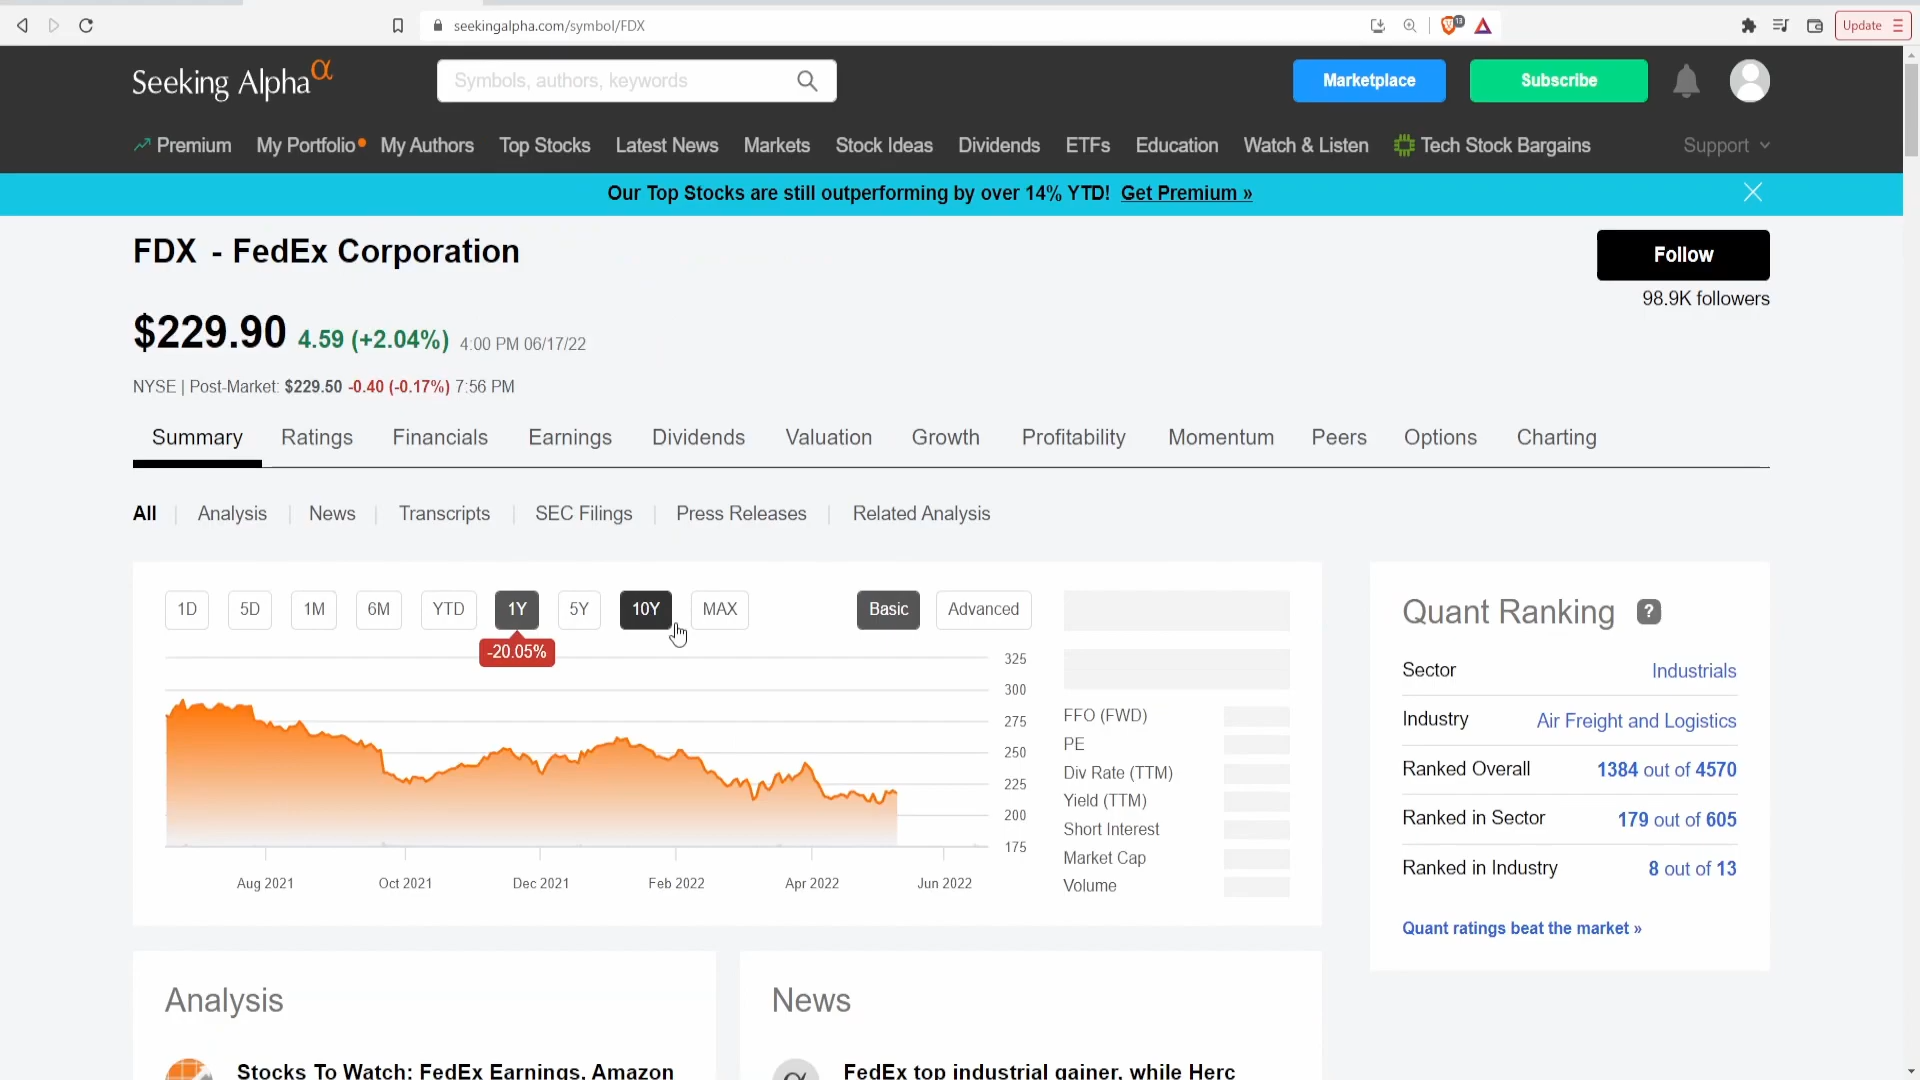 seekingalpha.com/symbol/FDX
13
Update
Seeking Alpha α
Symbols, authors, keywords
Marketplace
Subscribe
Premium My Portfolio My Authors Top Stocks Latest News Markets Stock Ideas Dividends ETFs Education Watch & Listen Tech Stock Bargains Support
Our Top Stocks are still outperforming by over 14% YTD! Get Premium »
FDX - FedEx Corporation
Follow
98.9K followers
$229.90 4.59 (+2.04%) 4:00 PM 06/17/22
NYSE | Post-Market: $229.50 -0.40 (-0.17%) 7:56 PM
Summary Ratings Financials Earnings Dividends Valuation Growth Profitability Momentum Peers Options Charting
All | Analysis | News | Transcripts | SEC Filings | Press Releases | Related Analysis
1D 5D 1M 6M YTD 1Y 5Y 10Y MAX Basic Advanced
-20.05%
325
300
275
250
225
200
175
Aug 2021 Oct 2021 Dec 2021 Feb 2022 Apr 2022 Jun 2022
FFO (FWD)
PE
Div Rate (TTM)
Yield (TTM)
Short Interest
Market Cap
Volume
Quant Ranking ?
Sector Industrials
Industry Air Freight and Logistics
Ranked Overall 1384 out of 4570
Ranked in Sector 179 out of 605
Ranked in Industry 8 out of 13
Quant ratings beat the market »
Analysis
Stocks To Watch: FedEx Earnings, Amazon
News
FedEx top industrial gainer, while Herc